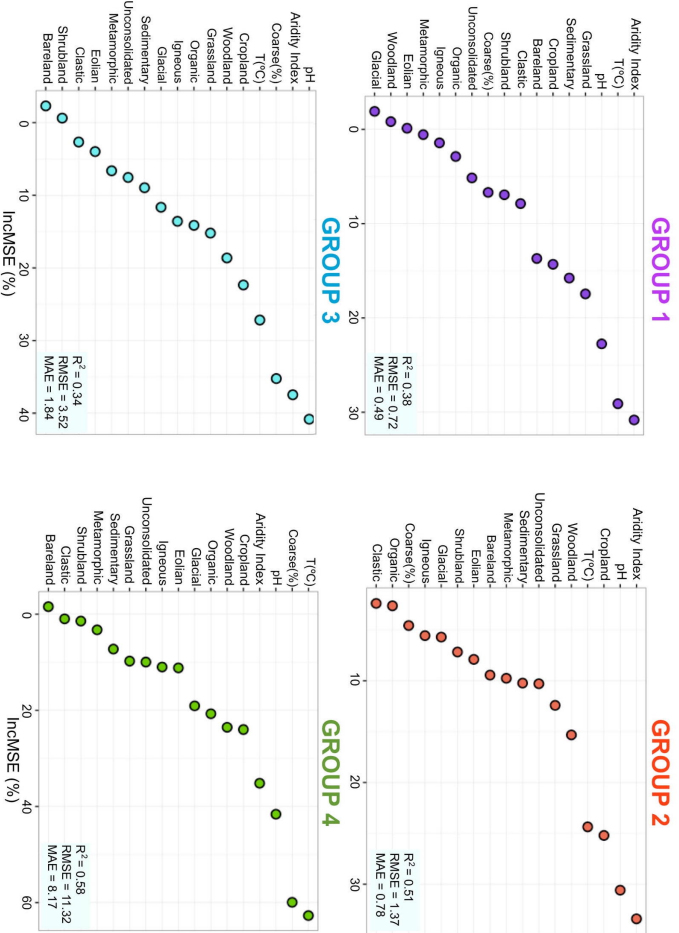 GROUP 1
Aridity Index
T(ºC)
pH
Grassland
Sedimentary
Cropland
Bareland
Clastic
Shrubland
Coarse(%)
Unconsolidated
Organic
Igneous
Metamorphic
Eolian
Woodland
Glacial
0
10
20
30
R² = 0.38
RMSE = 0.72
MAE = 0.49
GROUP 2
Aridity Index
pH
Cropland
T(ºC)
Woodland
Grassland
Unconsolidated
Sedimentary
Metamorphic
Bareland
Eolian
Shrubland
Glacial
Igneous
Coarse(%)
Organic
Clastic
10
20
30
R² = 0.51
RMSE = 1.37
MAE = 0.78
GROUP 3
pH
Aridity Index
Coarse(%)
T(ºC)
Cropland
Woodland
Grassland
Organic
Igneous
Glacial
Sedimentary
Unconsolidated
Metamorphic
Eolian
Clastic
Shrubland
Bareland
0
10
20
30
40
IncMSE (%)
R² = 0.34
RMSE = 3.52
MAE = 1.84
GROUP 4
T(ºC)
Coarse(%)
pH
Aridity Index
Cropland
Woodland
Organic
Glacial
Eolian
Igneous
Unconsolidated
Grassland
Sedimentary
Metamorphic
Shrubland
Clastic
Bareland
0
20
40
60
IncMSE (%)
R² = 0.58
RMSE = 11.32
MAE = 8.17